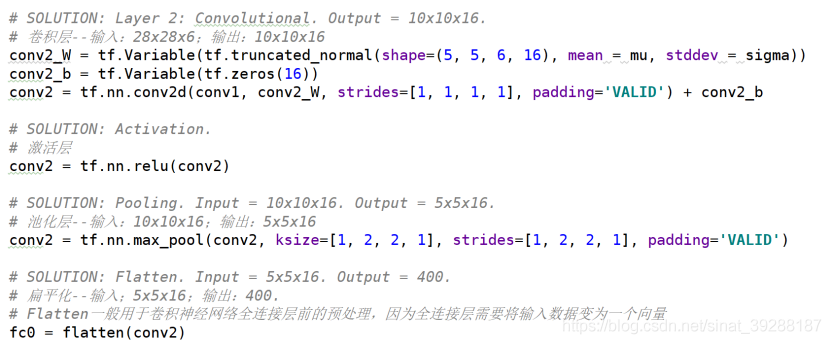 # SOLUTION: Layer 2: Convolutional. Output = 10x10x16.
# 卷积层--输入：28x28x6；输出：10x10x16
conv2_W = tf.Variable(tf.truncated_normal(shape=(5, 5, 6, 16), mean = mu, stddev = sigma))
conv2_b = tf.Variable(tf.zeros(16))
conv2 = tf.nn.conv2d(conv1, conv2_W, strides=[1, 1, 1, 1], padding='VALID') + conv2_b
# SOLUTION: Activation.
# 激活层
conv2 = tf.nn.relu(conv2)
# SOLUTION: Pooling. Input = 10x10x16. Output = 5x5x16.
# 池化层--输入：10x10x16；输出：5x5x16
conv2 = tf.nn.max_pool(conv2, ksize=[1, 2, 2, 1], strides=[1, 2, 2, 1], padding='VALID')
# SOLUTION: Flatten. Input = 5x5x16. Output = 400.
# 扁平化--输入；5x5x16；输出：400.
# Flatten一般用于卷积神经网络全连接层前的预处理，因为全连接层需要将输入数据变为一个向量
fc0 = flatten(conv2)
https://blog.csdn.net/sinat_39288187